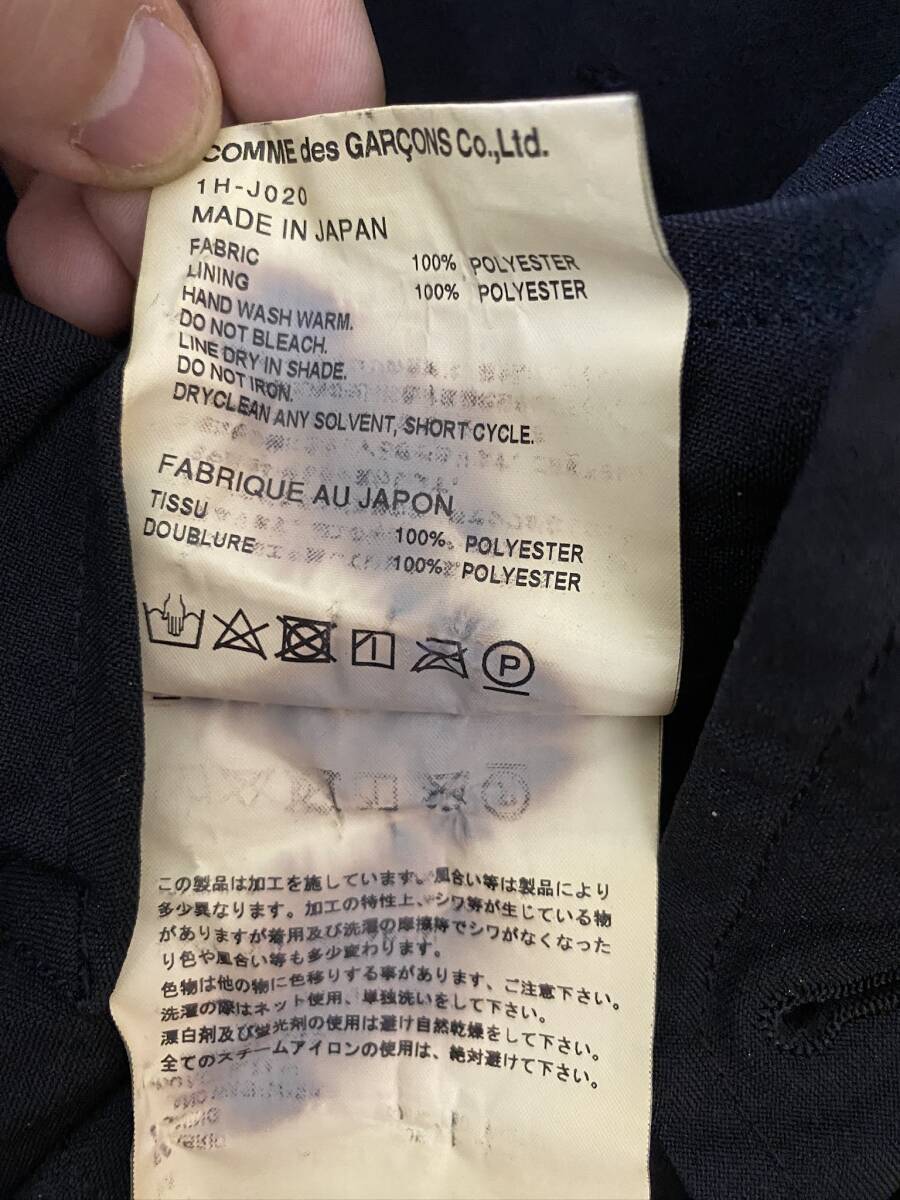 COMME des GARÇONS Co.,Ltd.
1H-J020
MADE IN JAPAN
FABRIC 100% POLYESTER
LINING 100% POLYESTER
HAND WASH WARM.
DO NOT BLEACH.
LINE DRY IN SHADE.
DO NOT IRON.
DRYCLEAN ANY SOLVENT, SHORT CYCLE.
FABRIQUE AU JAPON
TISSU 100% POLYESTER
DOUBLURE 100% POLYESTER
P
この製品は加工を施しています。風合い等は製品により
多少異なります。加工の特性上、シワ等が生じている物
がありますが着用及び洗濯の摩擦等でシワがなくなった
り色や風合い等も多少変わります。
色物は他の物に色移りする事があります、ご注意下さい。
洗濯の際はネット使用、単独洗いをして下さい。
漂白剤及び蛍光剤の使用は避け自然乾燥をして下さい。
全てのスチームアイロンの使用は、絶対避けて下さい。